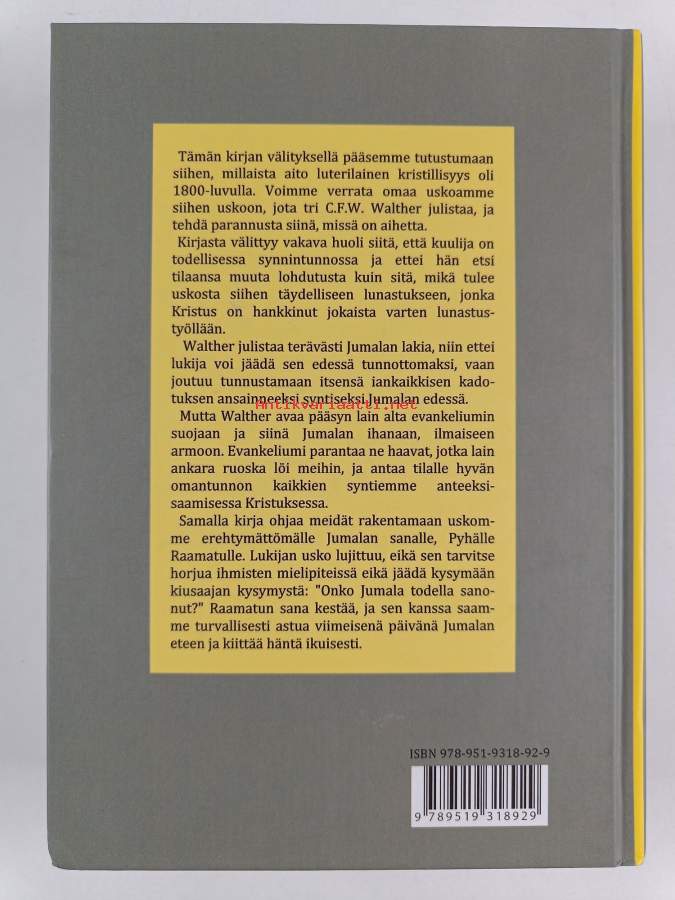 Tämän kirjan välityksellä pääsemme tutustumaan
siihen, millaista aito luterilainen kristillisyys oli
1800-luvulla. Voimme verrata omaa uskoamme
siihen uskoon, jota tri C.F.W. Walther julistaa, ja
tehdä parannusta siinä, missä on aihetta.
Kirjasta välittyy vakava huoli siitä, että kuulija on
todellisessa synnintunnossa ja ettei hän etsi
tilaansa muuta lohdutusta kuin sitä, mikä tulee
uskosta siihen täydelliseen lunastukseen, jonka
Kristus on hankkinut jokaista varten lunastus-
työllään.
Walther julistaa terävästi Jumalan lakia, niin ettei
lukija voi jäädä sen edessä tunnottomaksi, vaan
joutuu tunnustamaan itsensä iankaikkisen kado-
tuksen ansainneeksi syntiseksi Jumalan edessä.
Antikvariaatti.net
Mutta Walther avaa pääsyn lain alta evankeliumin
suojaan ja siinä Jumalan ihanaan, ilmaiseen
armoon. Evankeliumi parantaa ne haavat, jotka lain
ankara ruoska löi meihin, ja antaa tilalle hyvän
omantunnon kaikkien syntiemme anteeksi-
saamisessa Kristuksessa.
Samalla kirja ohjaa meidät rakentamaan uskom-
me erehtymättömälle Jumalan sanalle, Pyhälle
Raamatulle. Lukijan usko lujittuu, eikä sen tarvitse
horjua ihmisten mielipiteissä eikä jäädä kysymään
kiusaajan kysymystä: "Onko Jumala todella sano-
nut?" Raamatun sana kestää, ja sen kanssa saam-
me turvallisesti astua viimeisenä päivänä Jumalan
eteen ja kiittää häntä ikuisesti.
ISBN 978-951-9318-92-9
9 789519 318929